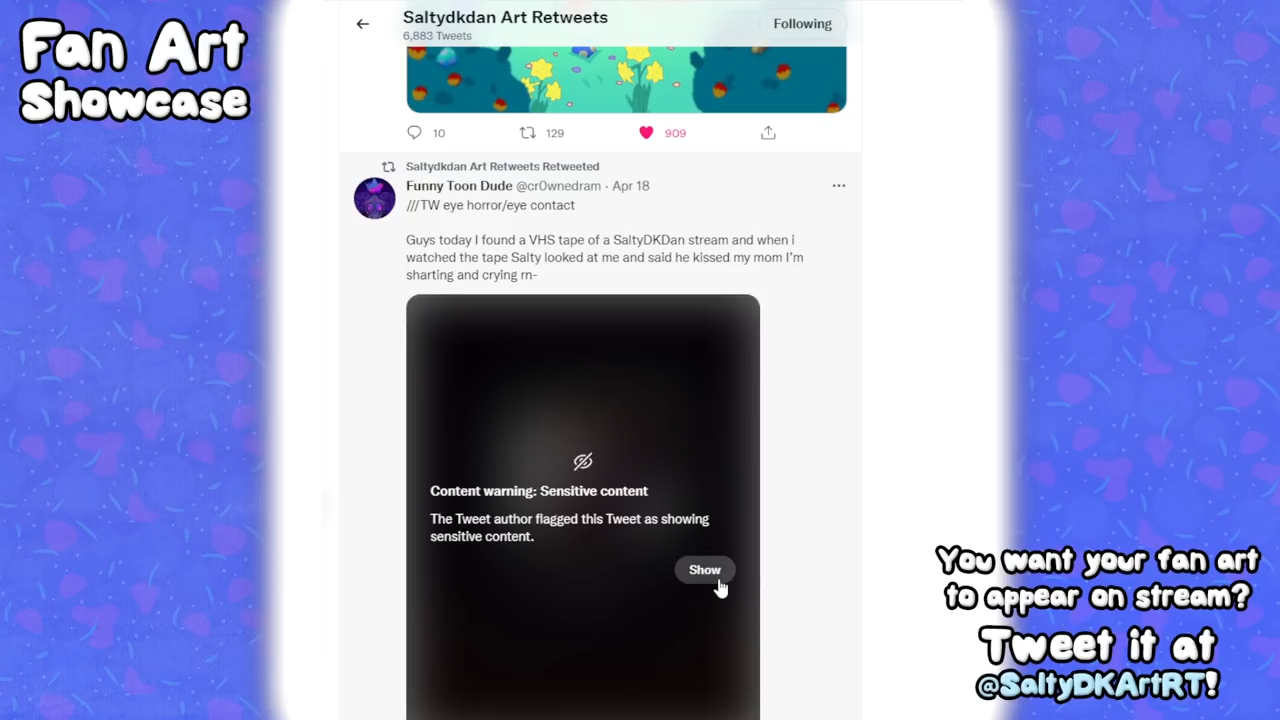 Fan Art
Showcase
Saltydkdan Art Retweets
6,883 Tweets
Following
10
129
909
Saltydkdan Art Retweets Retweeted
Funny Toon Dude @cr0wnedram · Apr 18
///TW eye horror/eye contact
Guys today I found a VHS tape of a SaltyDKDan stream and when i
watched the tape Salty looked at me and said he kissed my mom I'm
sharting and crying rn-
Content warning: Sensitive content
The Tweet author flagged this Tweet as showing
sensitive content.
Show
You want your fan art
to appear on stream?
Tweet it at
@SaltyDKArtRT!